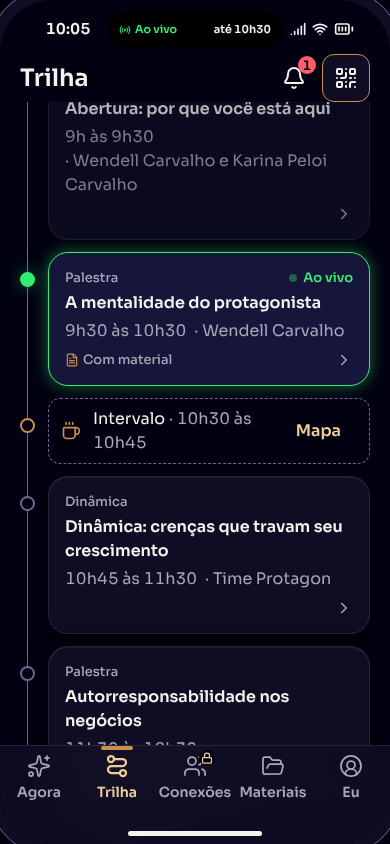 10:05
Ao vivo
até 10h30
Trilha
1
Abertura: por que você está aqui
9h às 9h30
· Wendell Carvalho e Karina Peloi
Carvalho
Palestra
Ao vivo
A mentalidade do protagonista
9h30 às 10h30 · Wendell Carvalho
Com material
Intervalo · 10h30 às
10h45
Mapa
Dinâmica
Dinâmica: crenças que travam seu
crescimento
10h45 às 11h30 · Time Protagon
Palestra
Autorresponsabilidade nos
negócios
Agora
Trilha
Conexões
Materiais
Eu